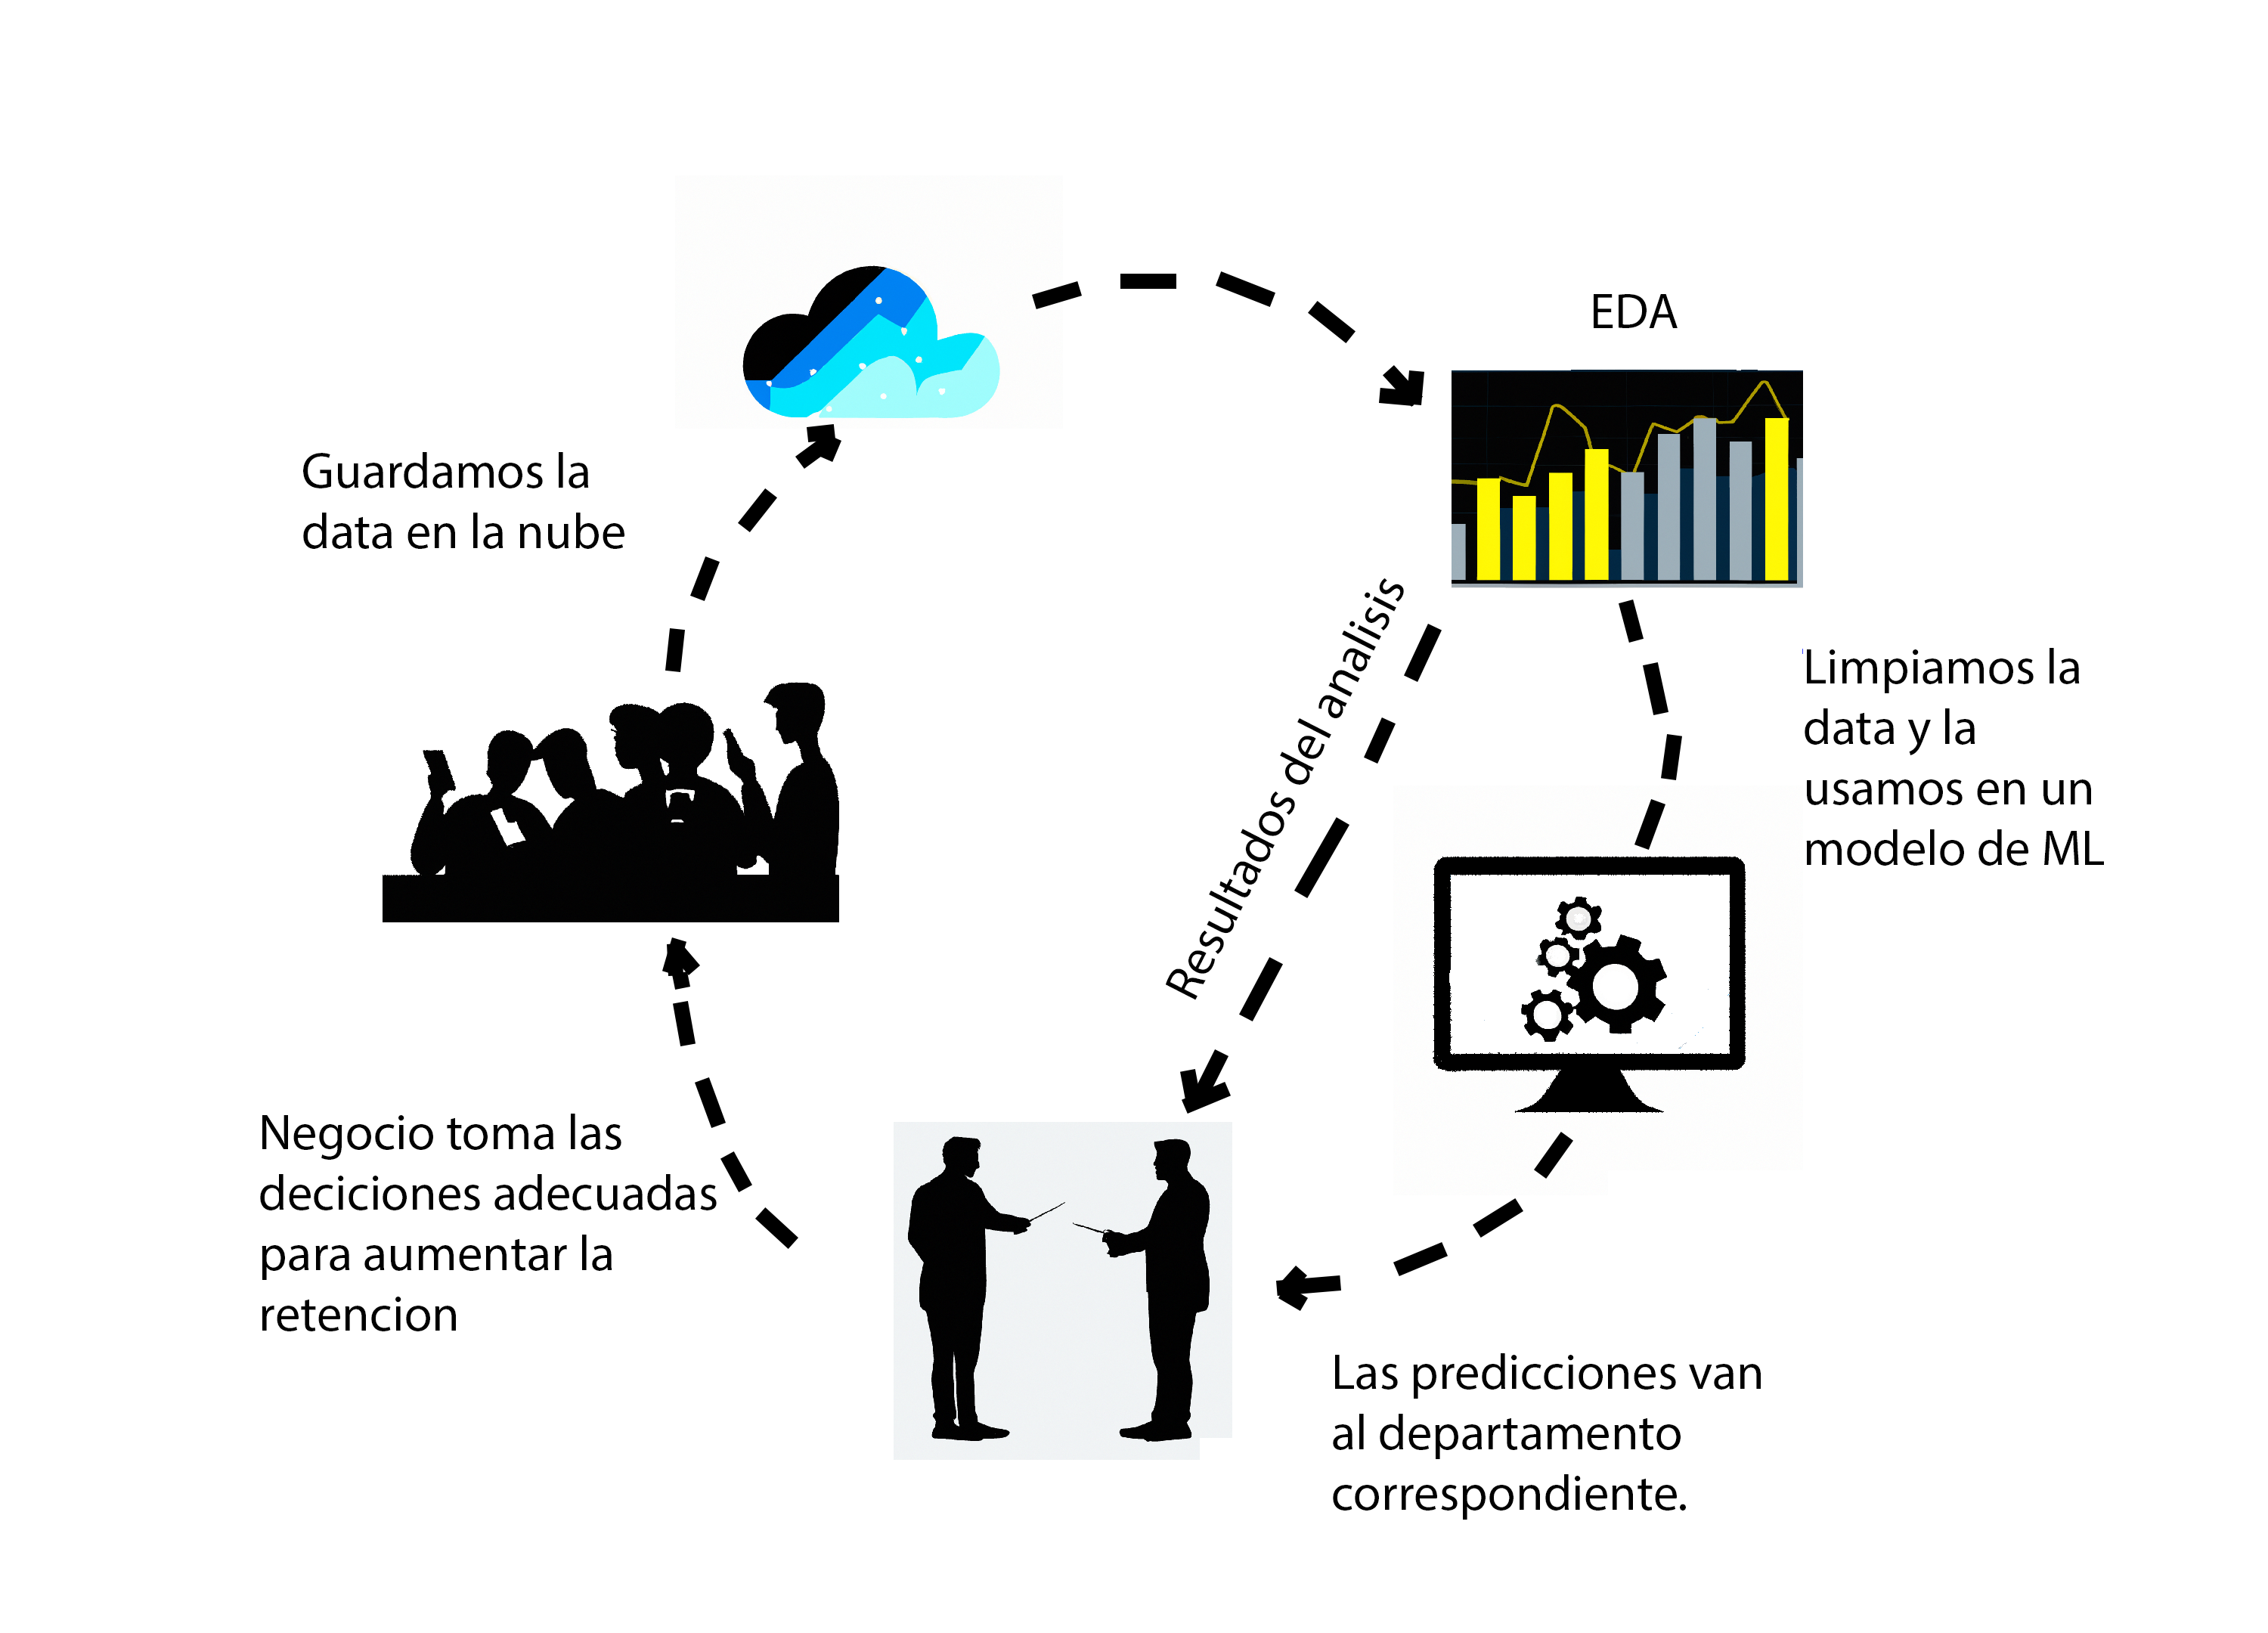 EDA
Guardamos la
data en la nube
Resultados del analisis
Limpiamos la
data y la
usamos en un
modelo de ML
Negocio toma las
deciciones adecuadas
para aumentar la
retencion
Las predicciones van
al departamento
correspondiente.